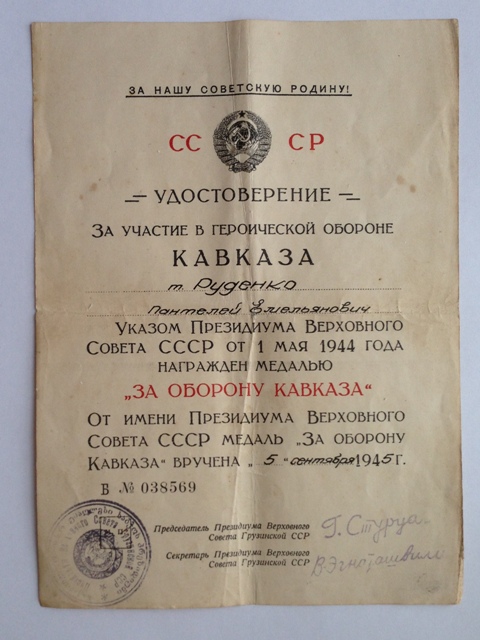 ЗА НАШУ СОВЕТСКУЮ РОДИНУ!
СС СР
УДОСТОВЕРЕНИЕ
ЗА УЧАСТИЕ В ГЕРОИЧЕСКОЙ ОБОРОНЕ
КАВКАЗА
т. Руденко
Пантелей Емельянович
УКАЗОМ ПРЕЗИДИУМА ВЕРХОВНОГО
СОВЕТА СССР ОТ 1 МАЯ 1944 ГОДА
НАГРАЖДЕН МЕДАЛЬЮ
„ЗА ОБОРОНУ КАВКАЗА“
ОТ ИМЕНИ ПРЕЗИДИУМА ВЕРХОВНОГО
СОВЕТА СССР МЕДАЛЬ „ЗА ОБОРОНУ
КАВКАЗА“ ВРУЧЕНА „ 5 “ сентября 1945 г.
В № 038569
Председатель Президиума Верховного
Совета Грузинской ССР
Г. Стуруа
Секретарь Президиума Верховного
Совета Грузинской ССР
В. Эгнаташвили